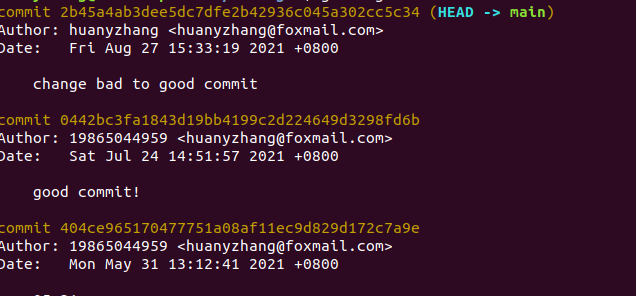 commit 2b45a4ab3dee5dc7dfe2b42936c045a302cc5c34 (HEAD -> main)
Author: huanyzhang <huanyzhang@foxmail.com>
Date:   Fri Aug 27 15:33:19 2021 +0800
change bad to good commit
commit 0442bc3fa1843d19bb4199c2d224649d3298fd6b
Author: 19865044959 <huanyzhang@foxmail.com>
Date:   Sat Jul 24 14:51:57 2021 +0800
good commit!
commit 404ce965170477751a08af11ec9d829d172c7a9e
Author: 19865044959 <huanyzhang@foxmail.com>
Date:   Mon May 31 13:12:41 2021 +0800